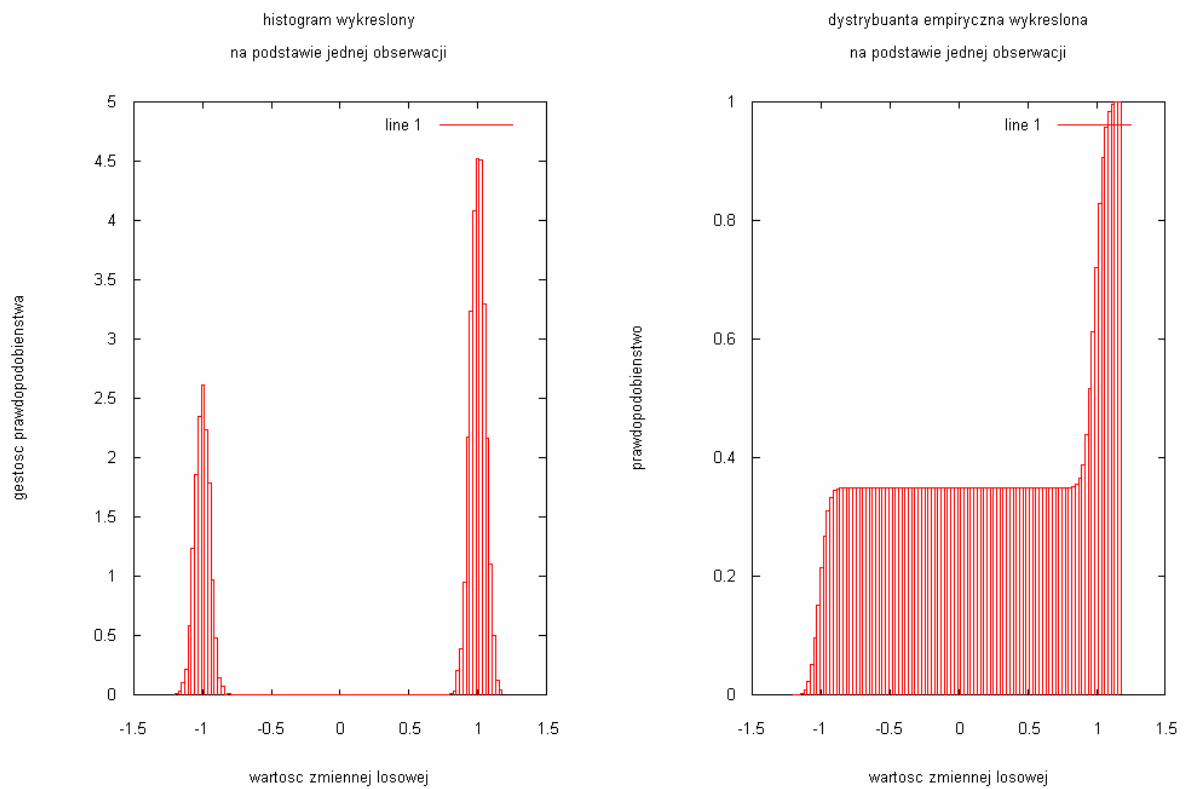 histogram wykreslony
na podstawie jednej obserwacji
line 1
5
4.5
4
3.5
3
2.5
2
1.5
1
0.5
0
-1.5 -1 -0.5 0 0.5 1 1.5
gestosc prawdopodobienstwa
wartosc zmiennej losowej
dystrybuanta empiryczna wykreslona
na podstawie jednej obserwacji
line 1
1
0.8
0.6
0.4
0.2
0
-1.5 -1 -0.5 0 0.5 1 1.5
prawdopodobienstwo
wartosc zmiennej losowej